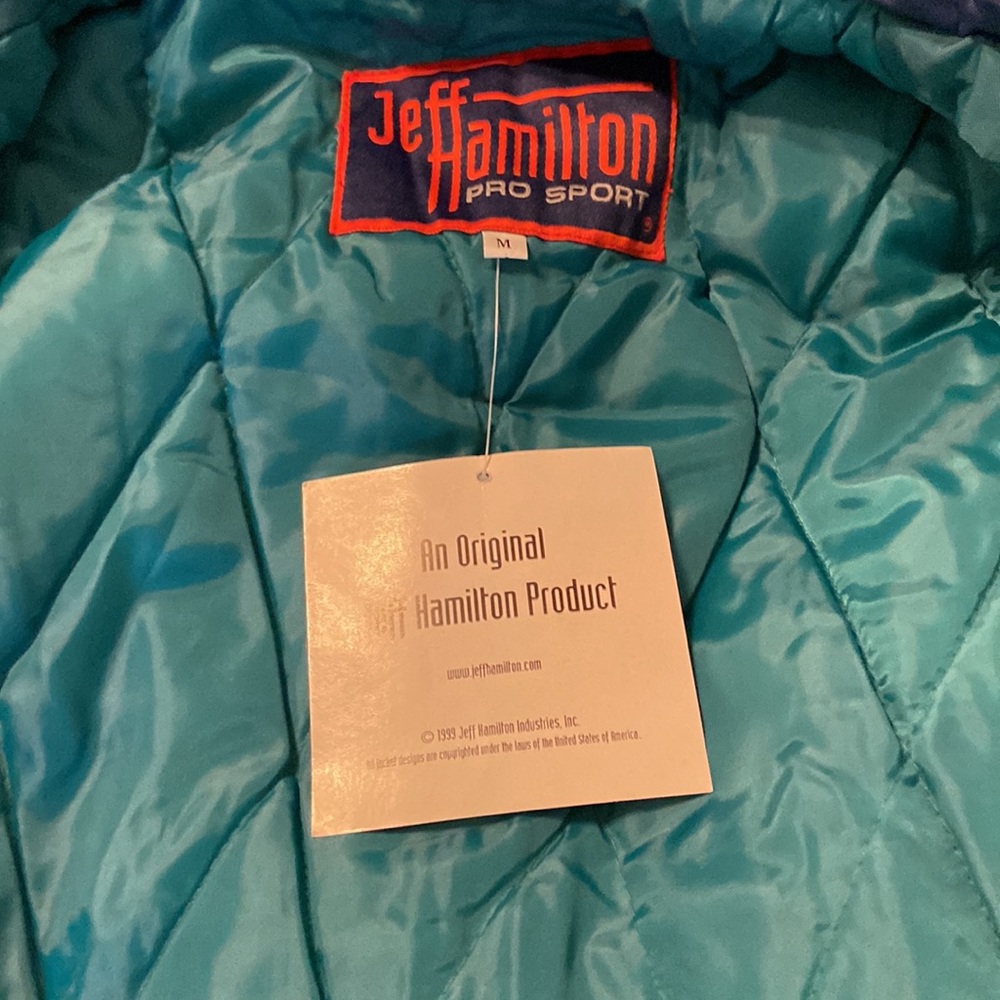 Jeff Hamilton
PRO SPORT
®
M
An Original
Hamilton Product
www.jeffhamilton.com
© 1999 Jeff Hamilton Industries, Inc.
All jacket designs are copyrighted under the laws of the United States of America.